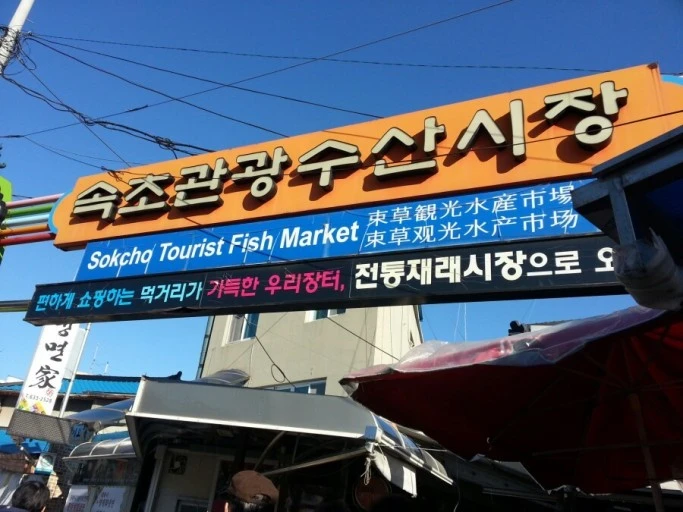 속초관광수산시장
Sokcho Tourist Fish Market
束草観光水産市場
束草观光水产市场
편하게 쇼핑하는 먹거리가 가득한 우리장터, 전통재래시장으로 오
면家